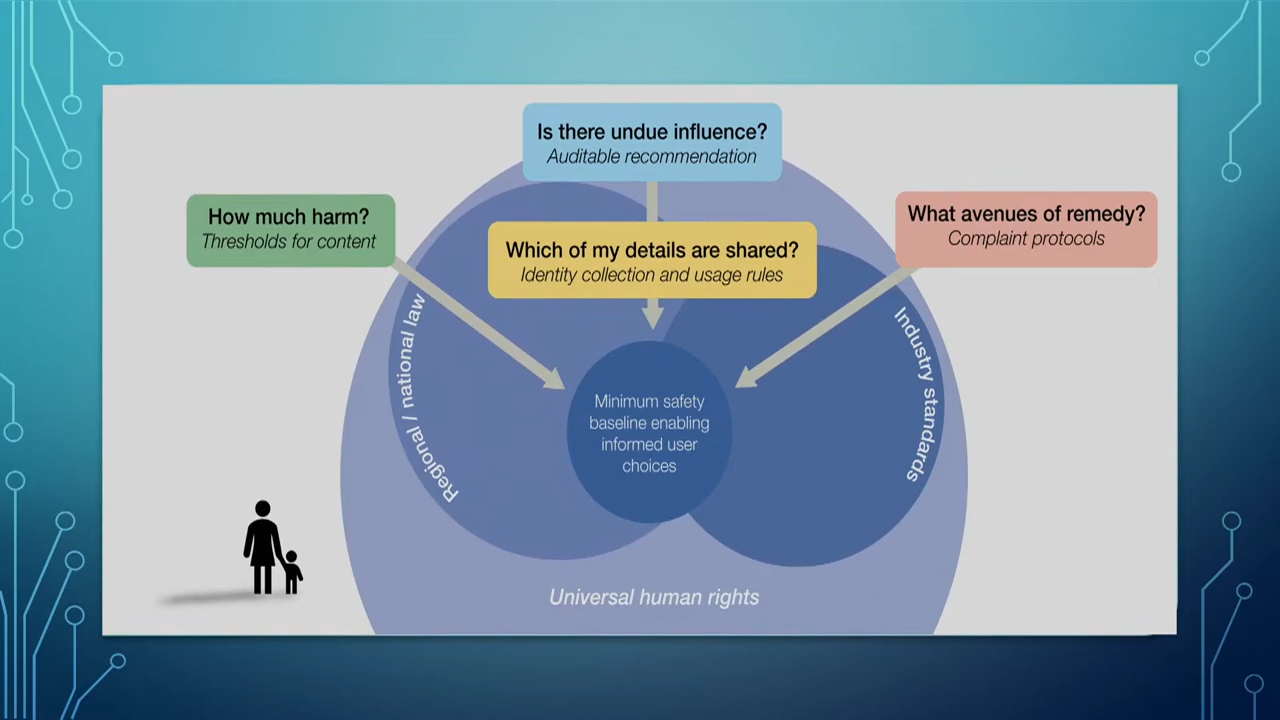 Is there undue influence?
Auditable recommendation
How much harm?
Thresholds for content
What avenues of remedy?
Complaint protocols
Which of my details are shared?
Identity collection and usage rules
Regional / national law
Industry standards
Minimum safety
baseline enabling
informed user
choices
Universal human rights